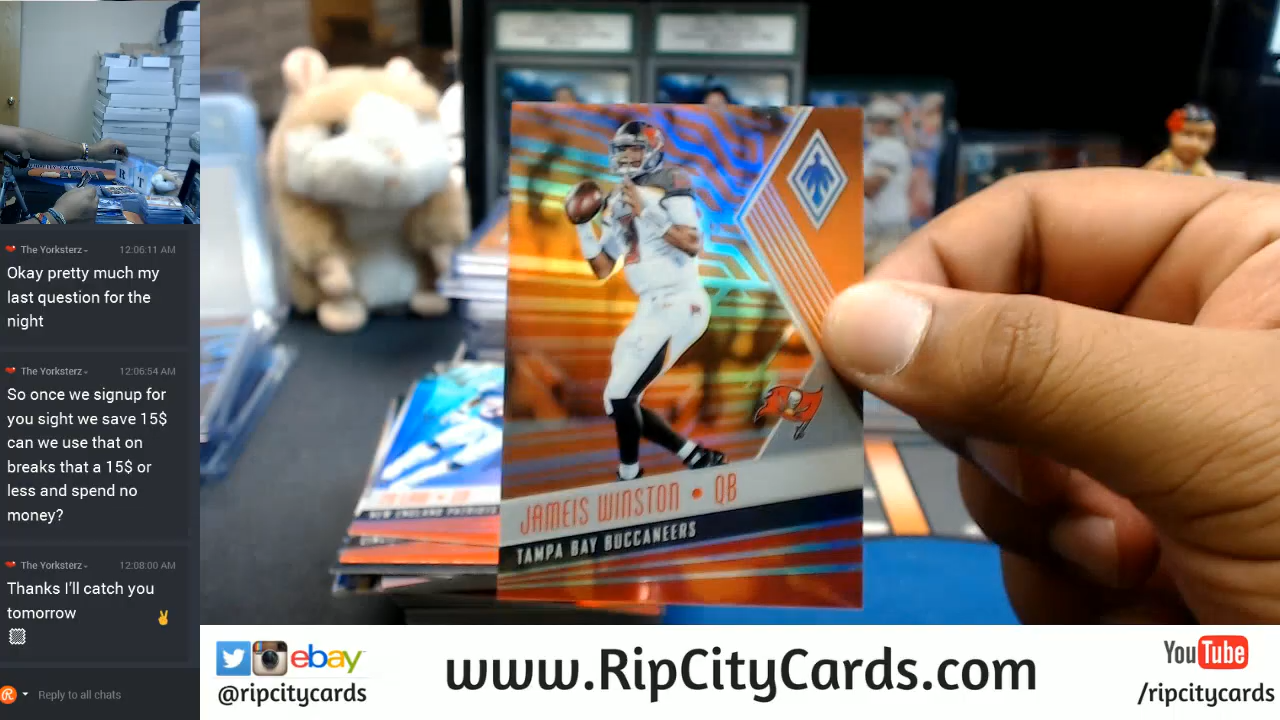 The Yorksterz
12:06:11 AM
Okay pretty much my
last question for the
night
The Yorksterz
12:06:54 AM
So once we signup for
you sight we save 15$
can we use that on
breaks that a 15$ or
less and spend no
money?
The Yorksterz
12:08:00 AM
Thanks I'll catch you
tomorrow ✌
Reply to all chats
JAMEIS WINSTON • QB
TAMPA BAY BUCCANEERS
NEW ENGLAND PATRIOTS
ebay
@ripcitycards
www.RipCityCards.com
YouTube
/ripcitycards